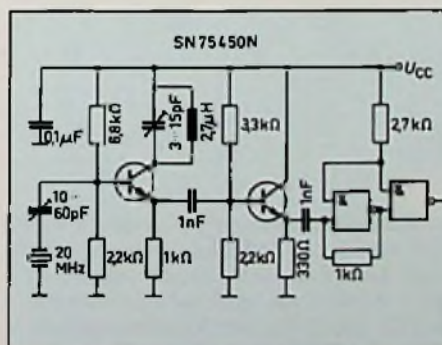 SN75450N
UCC
0,1μF
6,8kΩ
3...15pF
2,7μH
3,3kΩ
2,7kΩ
10...
60pF
1nF
1nF
&
&
20
MHz
2,2kΩ
1kΩ
2,2kΩ
330Ω
1kΩ